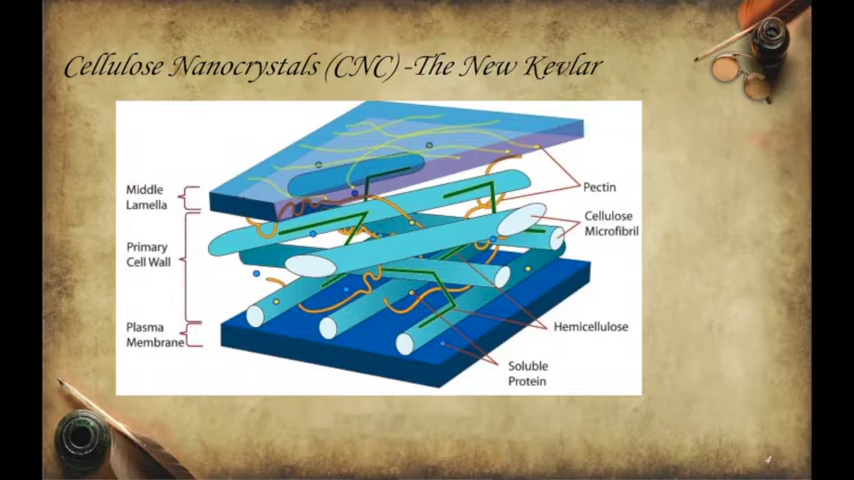 Cellulose Nanocrystals (CNC) -The New Kevlar
Middle
Lamella
Pectin
Cellulose
Microfibril
Primary
Cell Wall
Hemicellulose
Plasma
Membrane
Soluble
Protein
4